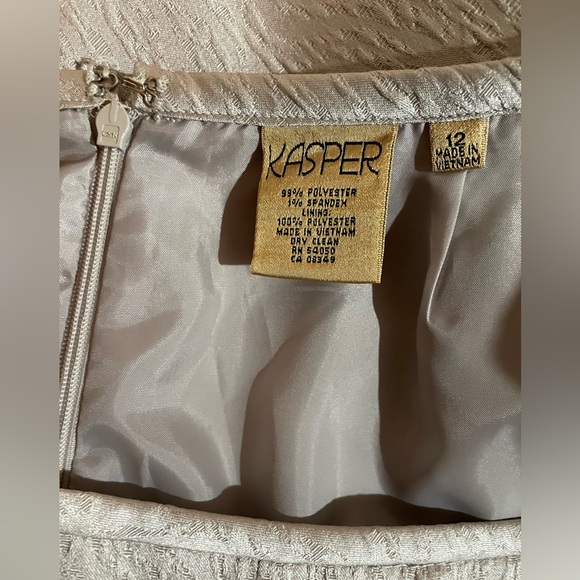 KASPER
99% POLYESTER
1% SPANDEX
LINING:
100% POLYESTER
MADE IN VIETNAM
DRY CLEAN
RN 54050
CA 08349
12
MADE IN
VIETNAM